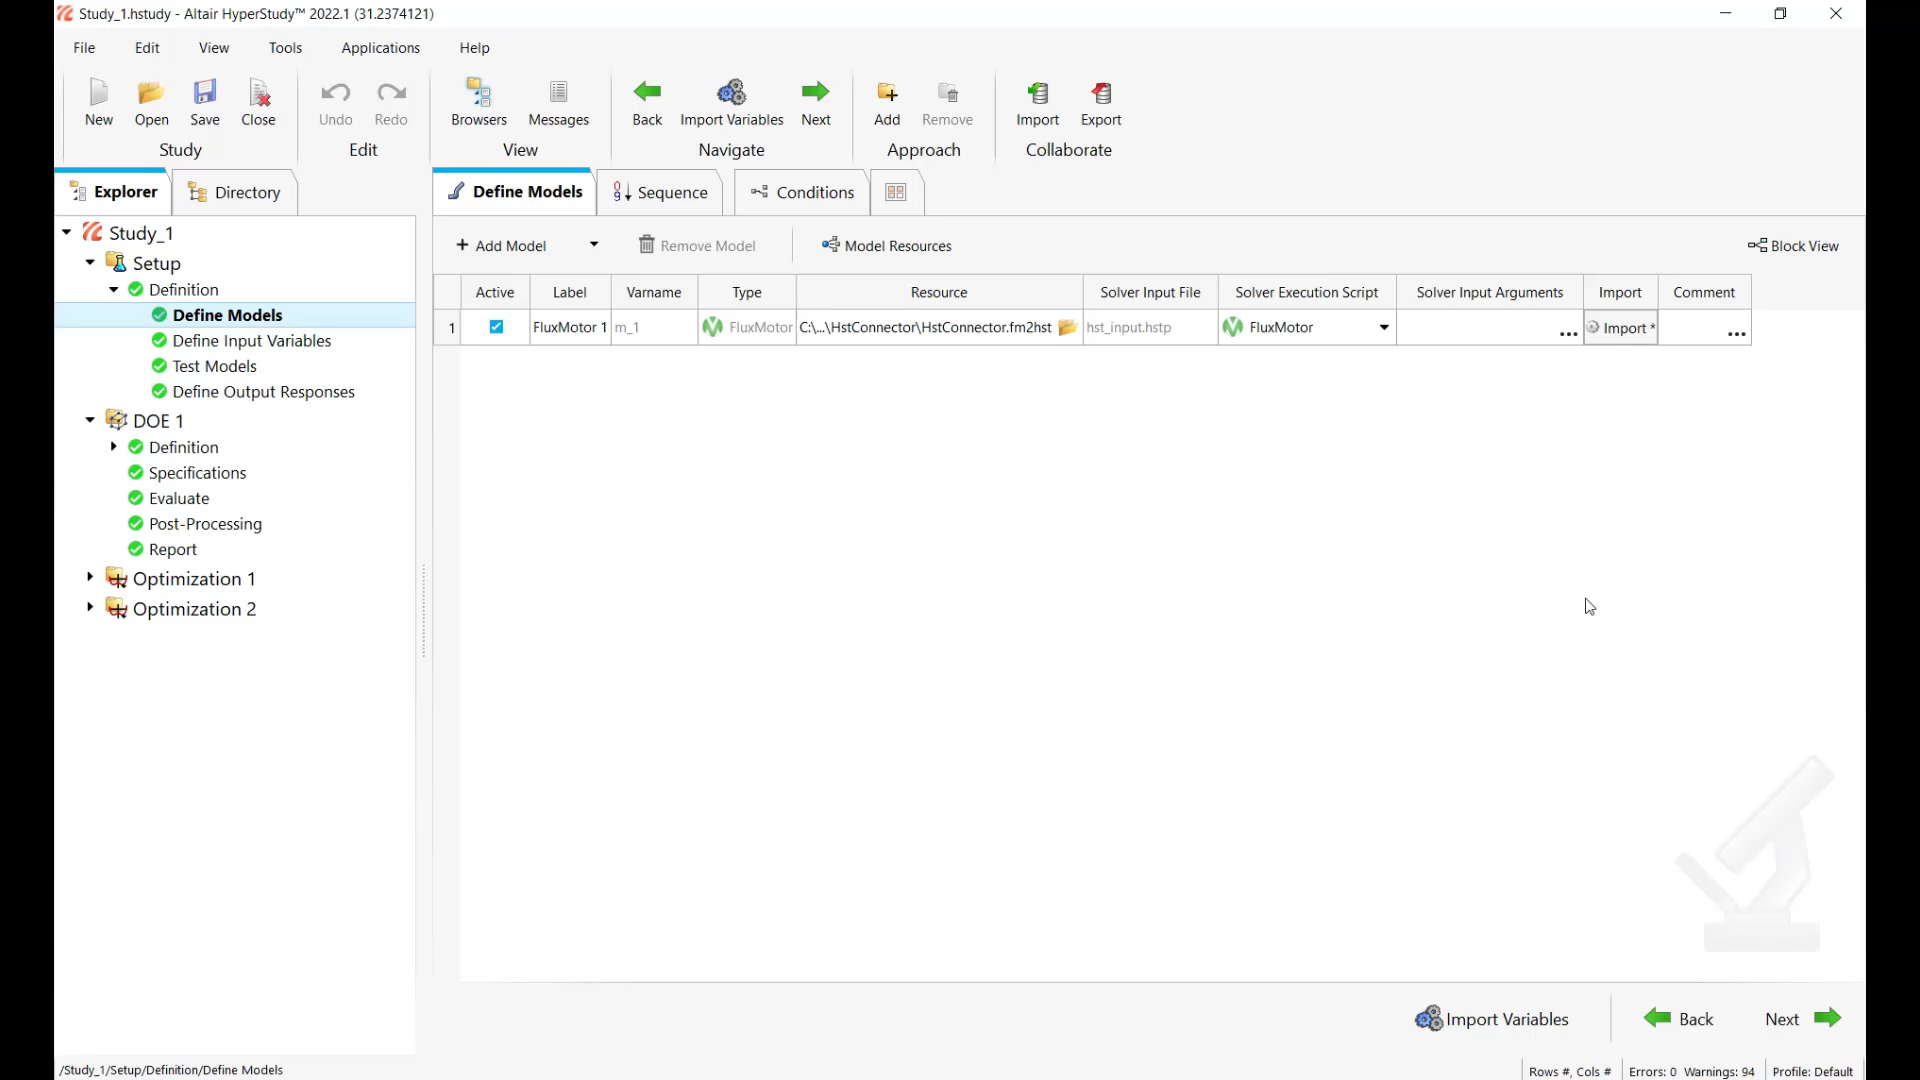 Study_1.hstudy - Altair HyperStudy™ 2022.1 (31.2374121)
File Edit View Tools Applications Help
New Open Save Close Undo Redo Browsers Messages Back Import Variables Next Add Remove Import Export
Study Edit View Navigate Approach Collaborate
Explorer Directory Define Models Sequence Conditions
Study_1
Setup
Definition
Define Models
Define Input Variables
Test Models
Define Output Responses
DOE 1
Definition
Specifications
Evaluate
Post-Processing
Report
Optimization 1
Optimization 2
+ Add Model Remove Model Model Resources Block View
Active Label Varname Type Resource Solver Input File Solver Execution Script Solver Input Arguments Import Comment
1 FluxMotor 1 m_1 FluxMotor C:\...\HstConnector\HstConnector.fm2hst hst_input.hstp FluxMotor ... Import * ...
Import Variables Back Next
/Study_1/Setup/Definition/Define Models Rows #, Cols # Errors: 0 Warnings: 94 Profile: Default